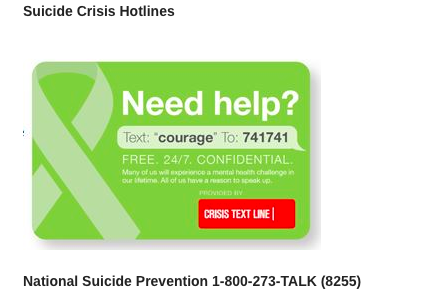 Suicide Crisis Hotlines
Need help?
Text: "courage" To: 741741
FREE. 24/7. CONFIDENTIAL.
Many of us will experience a mental health challenge in
our lifetime. All of us have a reason to speak up.
PROVIDED BY
CRISIS TEXT LINE |
National Suicide Prevention 1-800-273-TALK (8255)